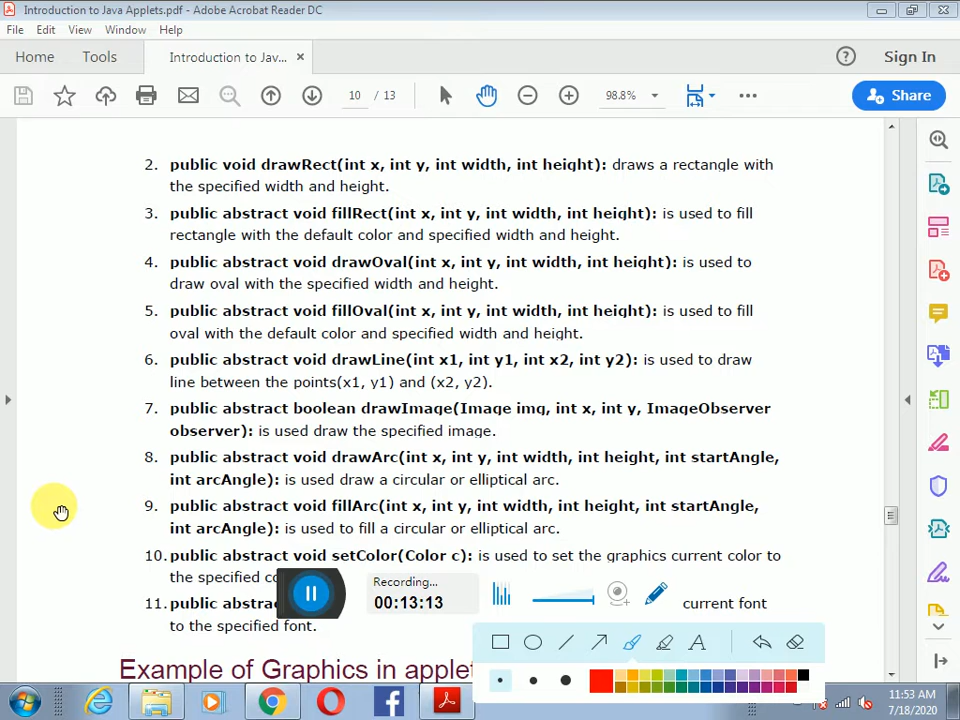 Introduction to Java Applets.pdf - Adobe Acrobat Reader DC
File Edit View Window Help
Home Tools Introduction to Jav... × Sign In
10 / 13 98.8% Share
2. public void drawRect(int x, int y, int width, int height): draws a rectangle with
the specified width and height.
3. public abstract void fillRect(int x, int y, int width, int height): is used to fill
rectangle with the default color and specified width and height.
4. public abstract void drawOval(int x, int y, int width, int height): is used to
draw oval with the specified width and height.
5. public abstract void fillOval(int x, int y, int width, int height): is used to fill
oval with the default color and specified width and height.
6. public abstract void drawLine(int x1, int y1, int x2, int y2): is used to draw
line between the points(x1, y1) and (x2, y2).
7. public abstract boolean drawImage(Image img, int x, int y, ImageObserver
observer): is used draw the specified image.
8. public abstract void drawArc(int x, int y, int width, int height, int startAngle,
int arcAngle): is used draw a circular or elliptical arc.
9. public abstract void fillArc(int x, int y, int width, int height, int startAngle,
int arcAngle): is used to fill a circular or elliptical arc.
10. public abstract void setColor(Color c): is used to set the graphics current color to
the specified
11. public current font
to the specified font.
Recording...
00:13:13
A
Example of Graphics in applet
11:53 AM
7/18/2020